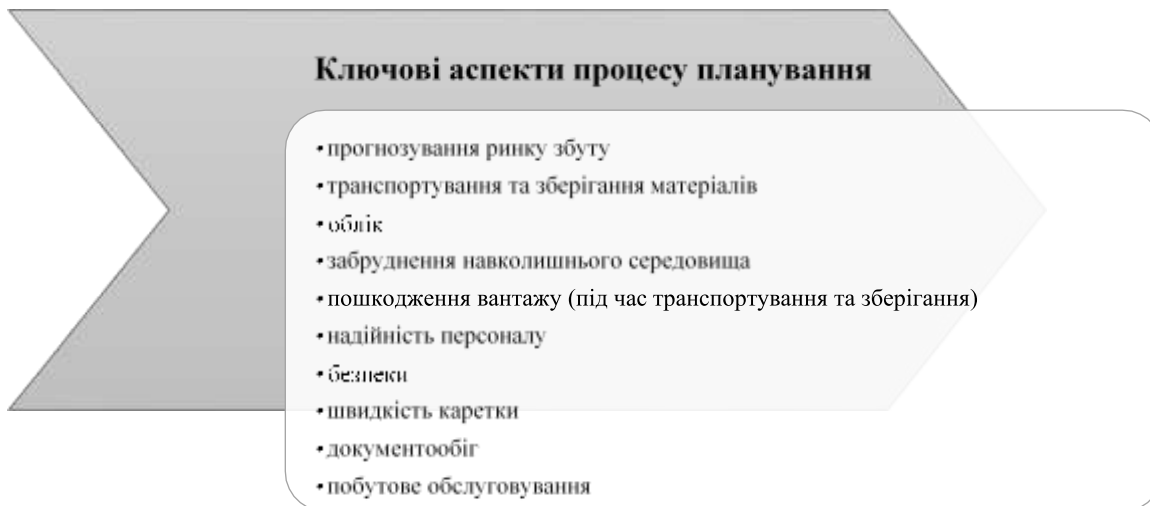 Ключові аспекти процесу планування
•прогнозування ринку збуту
•транспортування та зберігання матеріалів
•облік
•забруднення навколишнього середовища
•пошкодження вантажу (під час транспортування та зберігання)
•надійність персоналу
•безпеки
•швидкість каретки
•документообіг
•побутове обслуговування